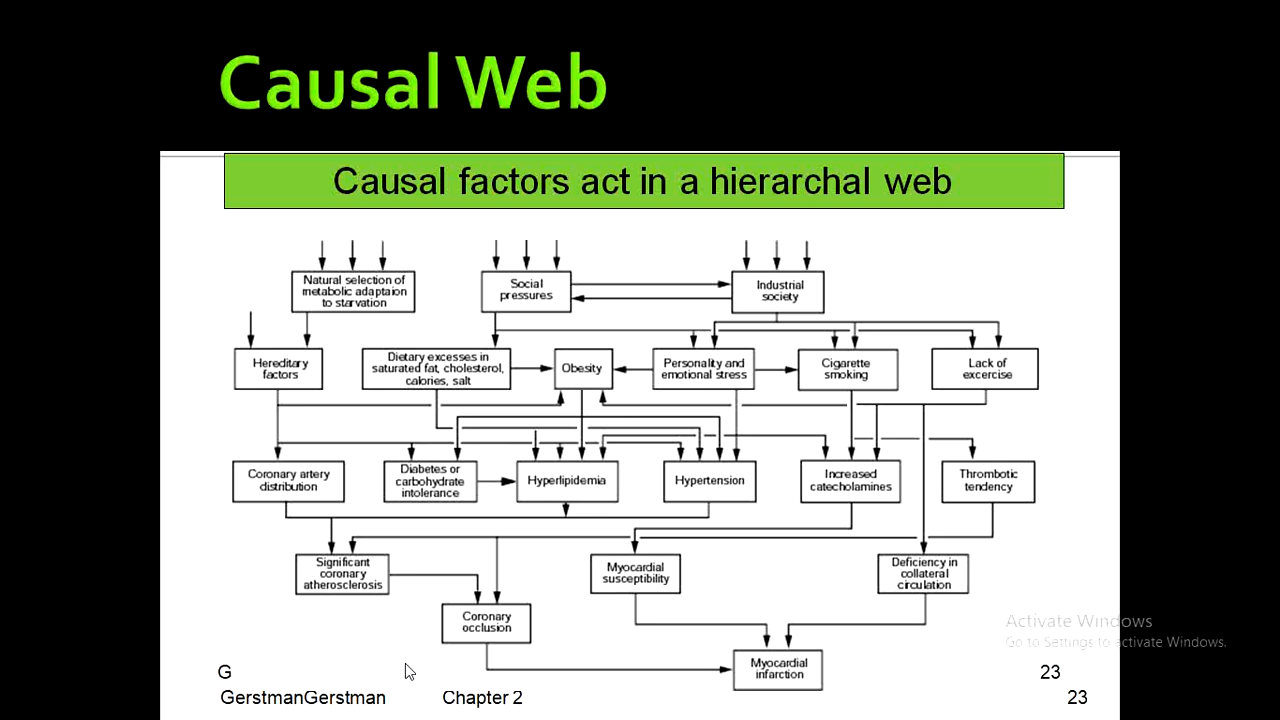 Causal Web
Causal factors act in a hierarchal web
Natural selection of
metabolic adaptaion
to starvation
Social
pressures
Industrial
society
Hereditary
factors
Dietary excesses in
saturated fat, cholesterol,
calories, salt
Obesity
Personality and
emotional stress
Cigarette
smoking
Lack of
excercise
Coronary artery
distribution
Diabetes or
carbohydrate
intolerance
Hyperlipidemia
Hypertension
Increased
catecholamines
Thrombotic
tendency
Significant
coronary
atherosclerosis
Myocardial
susceptibility
Deficiency in
collateral
circulation
Coronary
occlusion
Myocardial
infarction
Activate Windows
Go to Settings to activate Windows.
G
23
GerstmanGerstman
Chapter 2
23